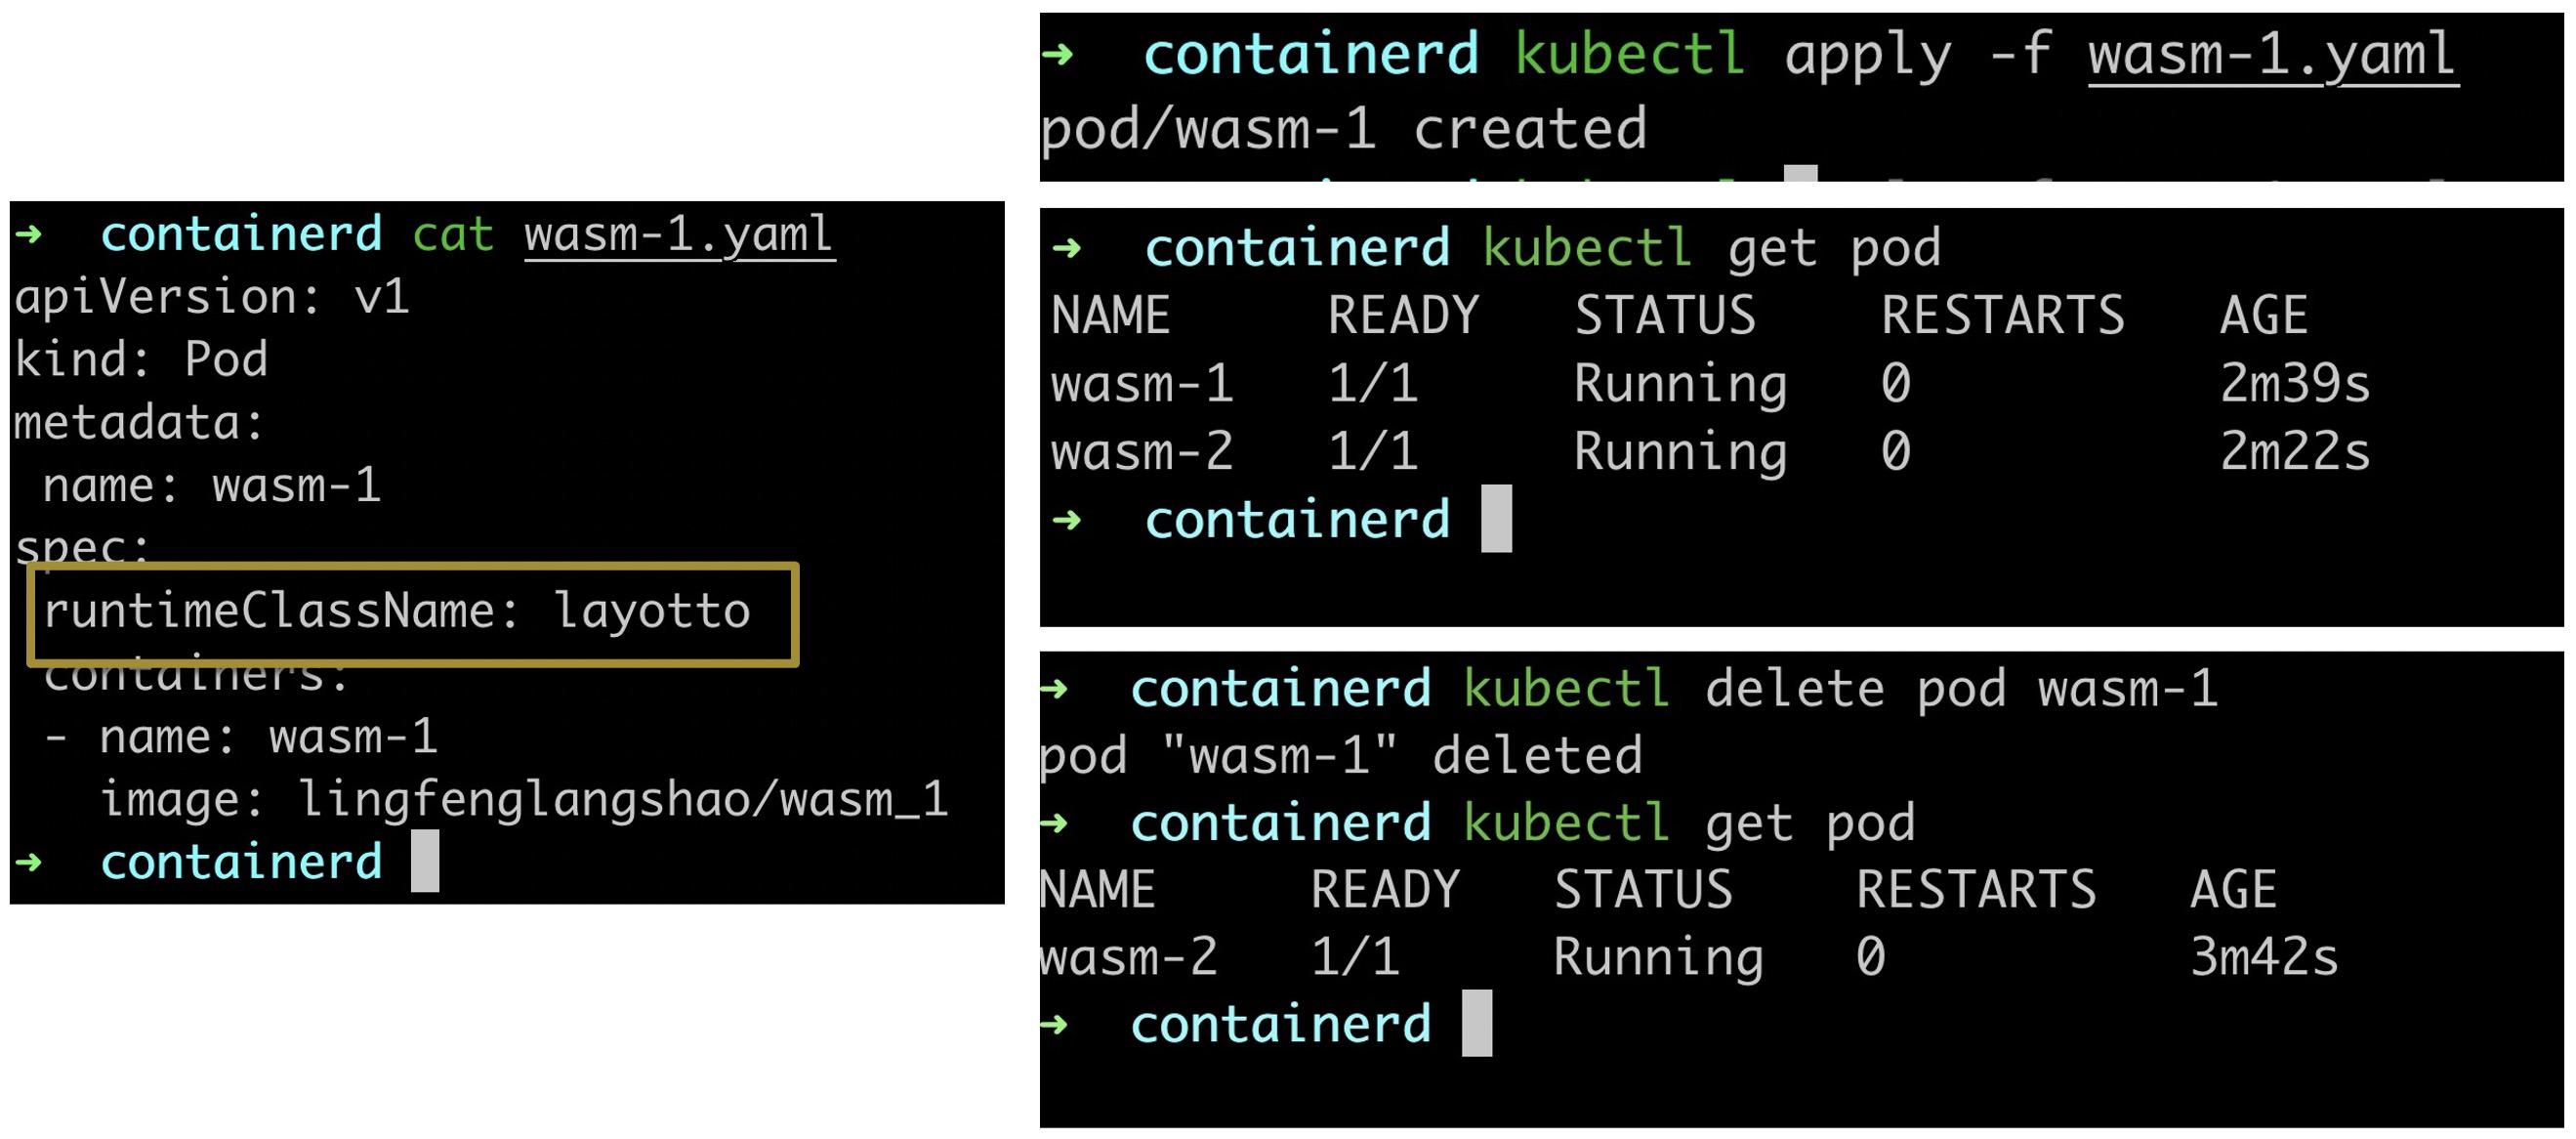 ➜ containerd cat wasm-1.yaml
apiVersion: v1
kind: Pod
metadata:
 name: wasm-1
spec:
 runtimeClassName: layotto
 containers:
 - name: wasm-1
   image: lingfenglangshao/wasm_1
➜ containerd
➜ containerd kubectl apply -f wasm-1.yaml
pod/wasm-1 created
➜ containerd kubectl get pod
NAME READY STATUS RESTARTS AGE
wasm-1 1/1 Running 0 2m39s
wasm-2 1/1 Running 0 2m22s
➜ containerd
➜ containerd kubectl delete pod wasm-1
pod "wasm-1" deleted
➜ containerd kubectl get pod
NAME READY STATUS RESTARTS AGE
wasm-2 1/1 Running 0 3m42s
➜ containerd